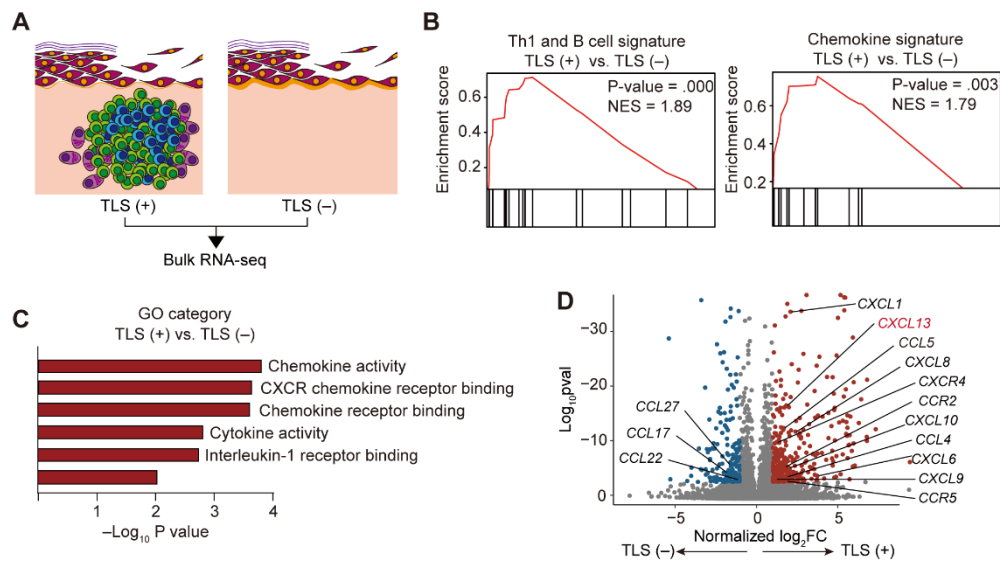 A
TLS (+)
TLS (–)
Bulk RNA-seq
B
Th1 and B cell signature
TLS (+) vs. TLS (–)
P-value = .000
NES = 1.89
Enrichment score
0.6
0.4
0.2
Chemokine signature
TLS (+) vs. TLS (–)
P-value = .003
NES = 1.79
Enrichment score
0.6
0.4
0.2
C
GO category
TLS (+) vs. TLS (–)
Chemokine activity
CXCR chemokine receptor binding
Chemokine receptor binding
Cytokine activity
Interleukin-1 receptor binding
1 2 3 4
–Log10 P value
D
Log10pval
−30
−20
−10
0
CXCL1
CXCL13
CCL5
CXCL8
CXCR4
CCR2
CXCL10
CCL4
CXCL6
CXCL9
CCR5
CCL27
CCL17
CCL22
−5 0 5
Normalized log2FC
TLS (–) TLS (+)